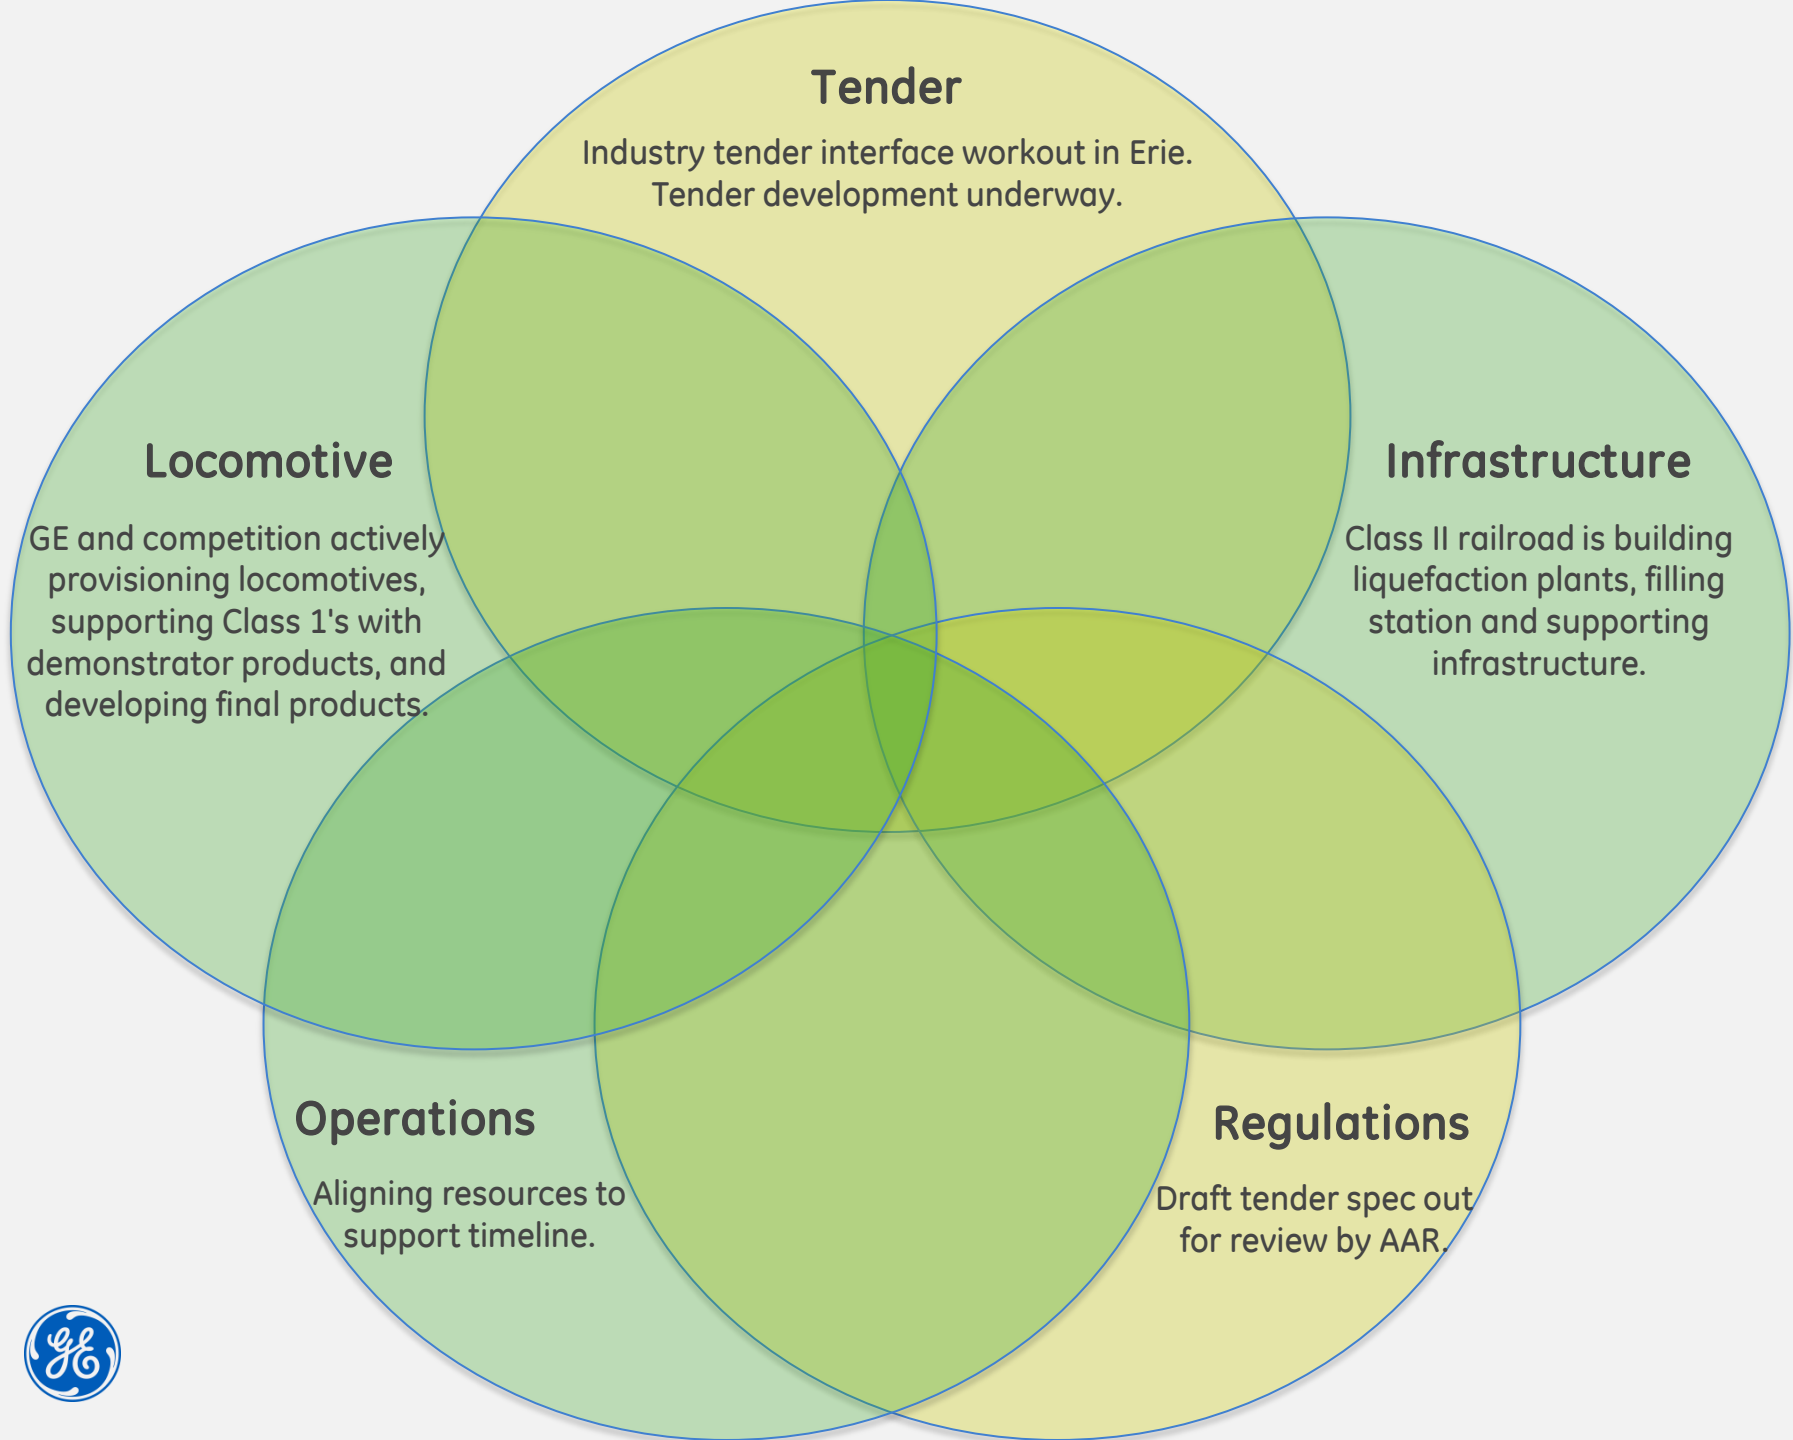 Tender
Industry tender interface workout in Erie.
Tender development underway.
Locomotive
GE and competition actively
provisioning locomotives,
supporting Class 1's with
demonstrator products, and
developing final products.
Infrastructure
Class II railroad is building
liquefaction plants, filling
station and supporting
infrastructure.
Operations
Aligning resources to
support timeline.
Regulations
Draft tender spec out
for review by AAR.
GE